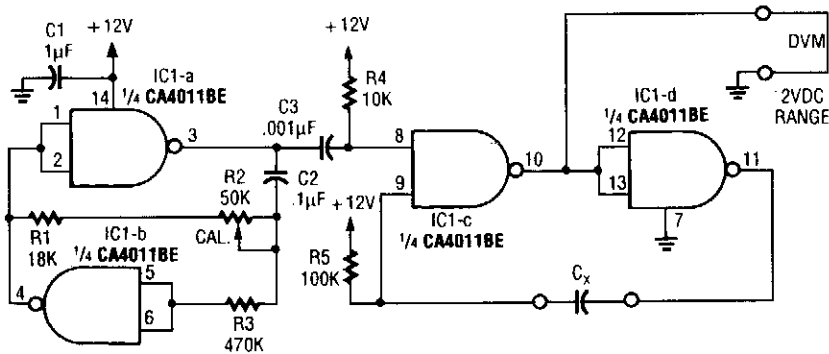 C1
1µF
+12V
IC1-a
¼ CA4011BE
14
1
2
3
C3
.001µF
R4
10K
R2
50K
CAL.
C2
.1µF
R1
18K
IC1-b
¼ CA4011BE
4
5
6
R3
470K
+12V
R5
100K
8
9
10
IC1-c
¼ CA4011BE
IC1-d
¼ CA4011BE
12
13
11
7
Cx
DVM
2VDC
RANGE